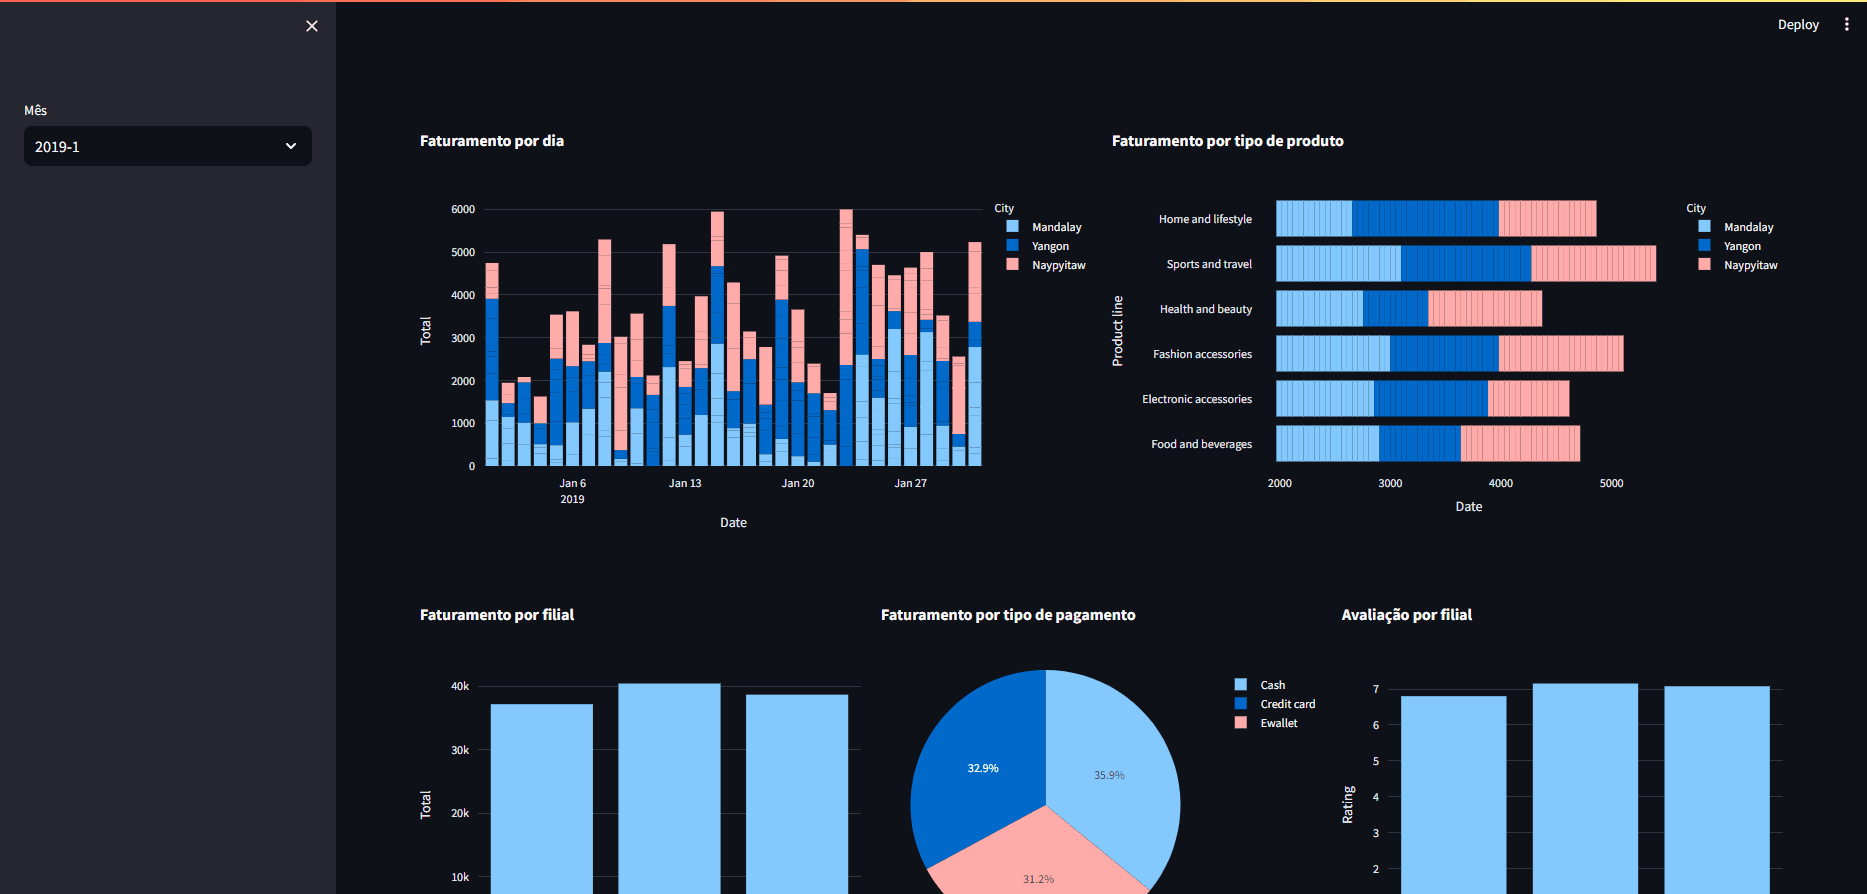 Deploy
Mês
2019-1
Faturamento por dia
6000
5000
4000
3000
2000
1000
0
Total
Jan 6
2019
Jan 13
Jan 20
Jan 27
Date
City
Mandalay
Yangon
Naypyitaw
Faturamento por tipo de produto
Product line
Home and lifestyle
Sports and travel
Health and beauty
Fashion accessories
Electronic accessories
Food and beverages
2000
3000
4000
5000
Date
City
Mandalay
Yangon
Naypyitaw
Faturamento por filial
40k
30k
20k
10k
Total
Faturamento por tipo de pagamento
32.9%
35.9%
31.2%
Cash
Credit card
Ewallet
Avaliação por filial
7
6
5
4
3
2
Rating